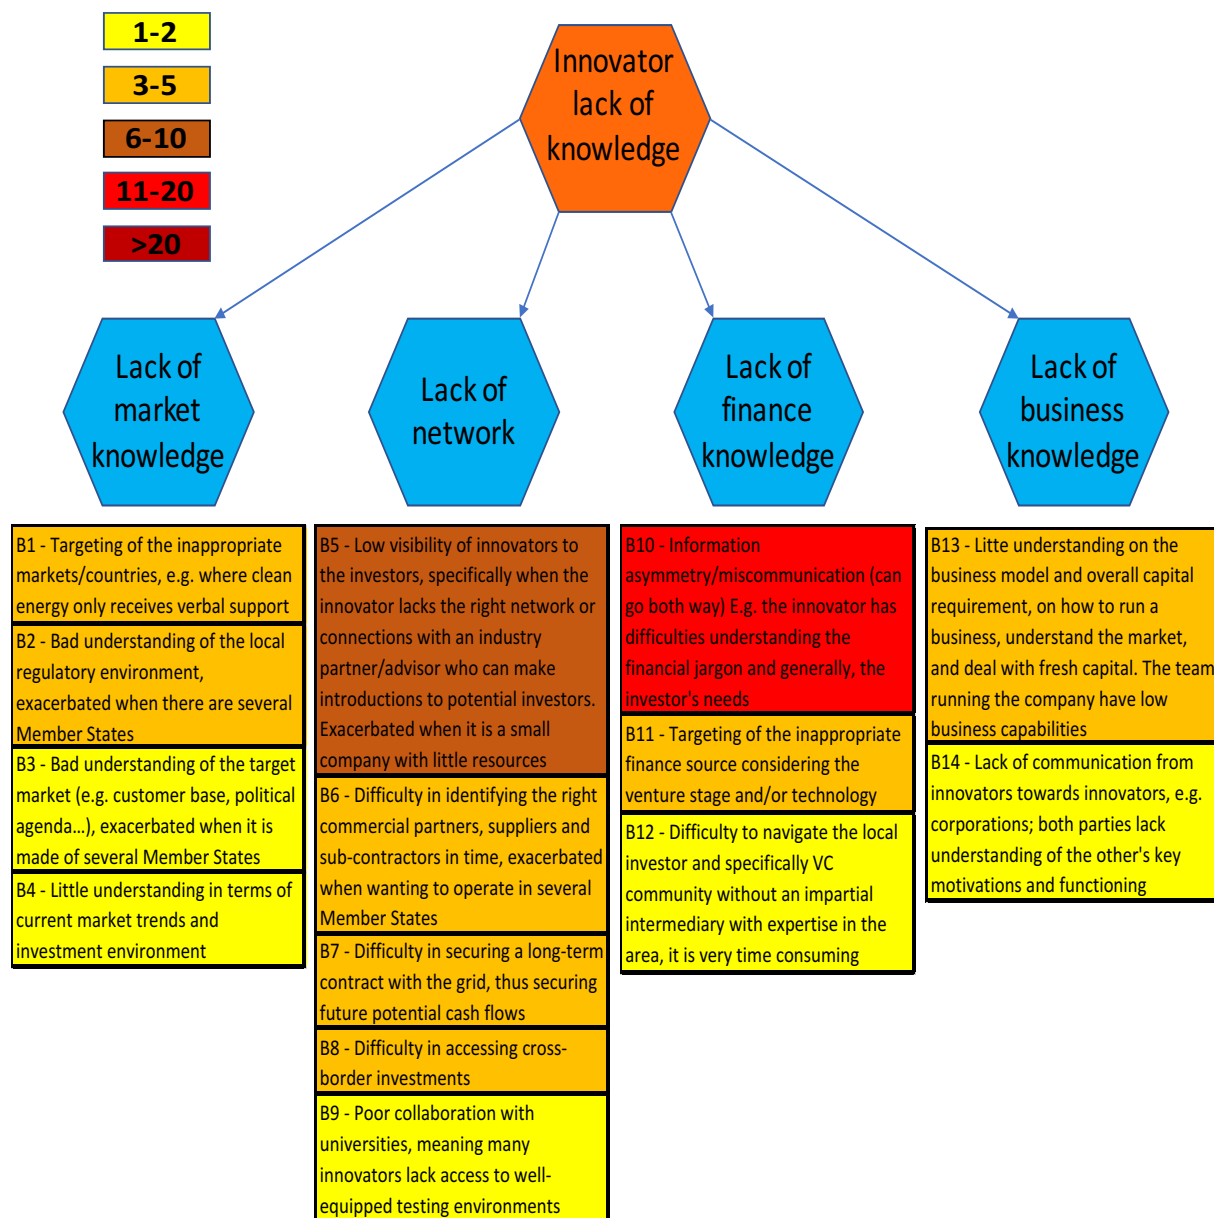 1-2
3-5
6-10
11-20
>20
Innovator
lack of
knowledge
Lack of
market
knowledge
Lack of
network
Lack of
finance
knowledge
Lack of
business
knowledge
B1 - Targeting of the inappropriate
markets/countries, e.g. where clean
energy only receives verbal support
B2 - Bad understanding of the local
regulatory environment,
exacerbated when there are several
Member States
B3 - Bad understanding of the target
market (e.g. customer base, political
agenda...), exacerbated when it is
made of several Member States
B4 - Little understanding in terms of
current market trends and
investment environment
B5 - Low visibility of innovators to
the investors, specifically when the
innovator lacks the right network or
connections with an industry
partner/advisor who can make
introductions to potential investors.
Exacerbated when it is a small
company with little resources
B6 - Difficulty in identifying the right
commercial partners, suppliers and
sub-contractors in time, exacerbated
when wanting to operate in several
Member States
B7 - Difficulty in securing a long-term
contract with the grid, thus securing
future potential cash flows
B8 - Difficulty in accessing cross-
border investments
B9 - Poor collaboration with
universities, meaning many
innovators lack access to well-
equipped testing environments
B10 - Information
asymmetry/miscommunication (can
go both way) E.g. the innovator has
difficulties understanding the
financial jargon and generally, the
investor's needs
B11 - Targeting of the inappropriate
finance source considering the
venture stage and/or technology
B12 - Difficulty to navigate the local
investor and specifically VC
community without an impartial
intermediary with expertise in the
area, it is very time consuming
B13 - Litte understanding on the
business model and overall capital
requirement, on how to run a
business, understand the market,
and deal with fresh capital. The team
running the company have low
business capabilities
B14 - Lack of communication from
innovators towards innovators, e.g.
corporations; both parties lack
understanding of the other's key
motivations and functioning